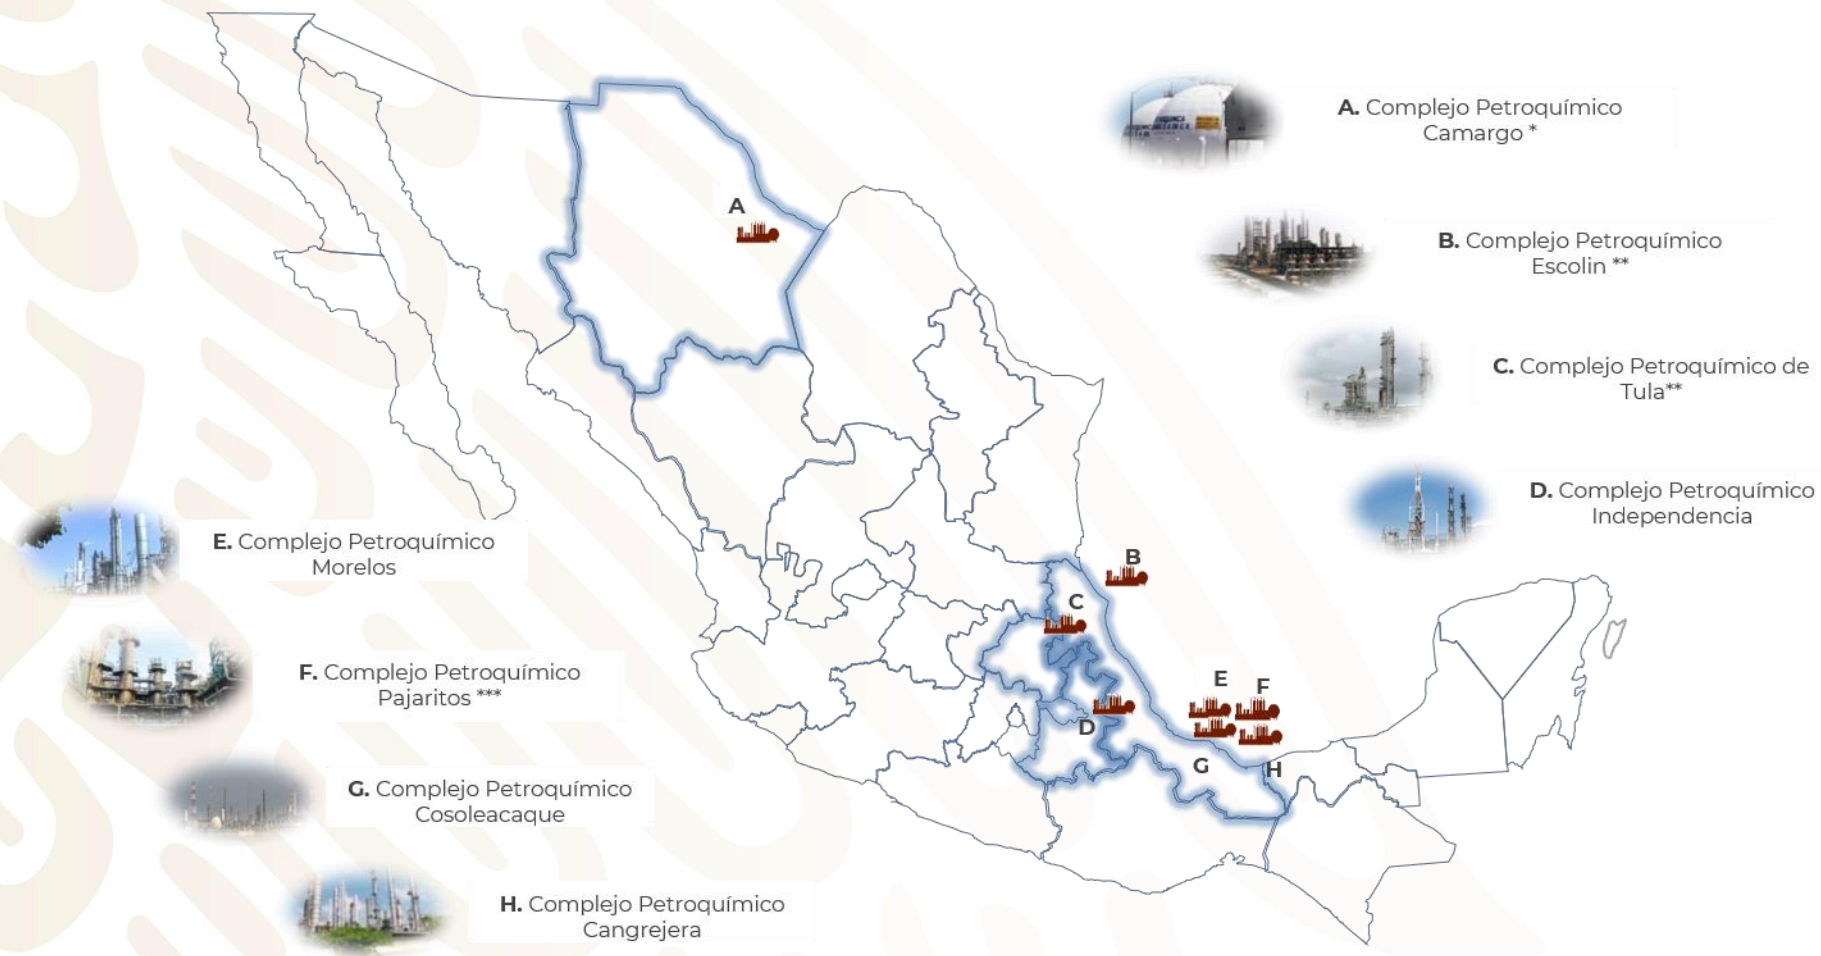 A. Complejo Petroquímico
Camargo *
B. Complejo Petroquímico
Escolin **
C. Complejo Petroquímico de
Tula**
D. Complejo Petroquímico
Independencia
E. Complejo Petroquímico
Morelos
F. Complejo Petroquímico
Pajaritos ***
G. Complejo Petroquímico
Cosoleacaque
H. Complejo Petroquímico
Cangrejera
A
B
C
D
E
F
G
H